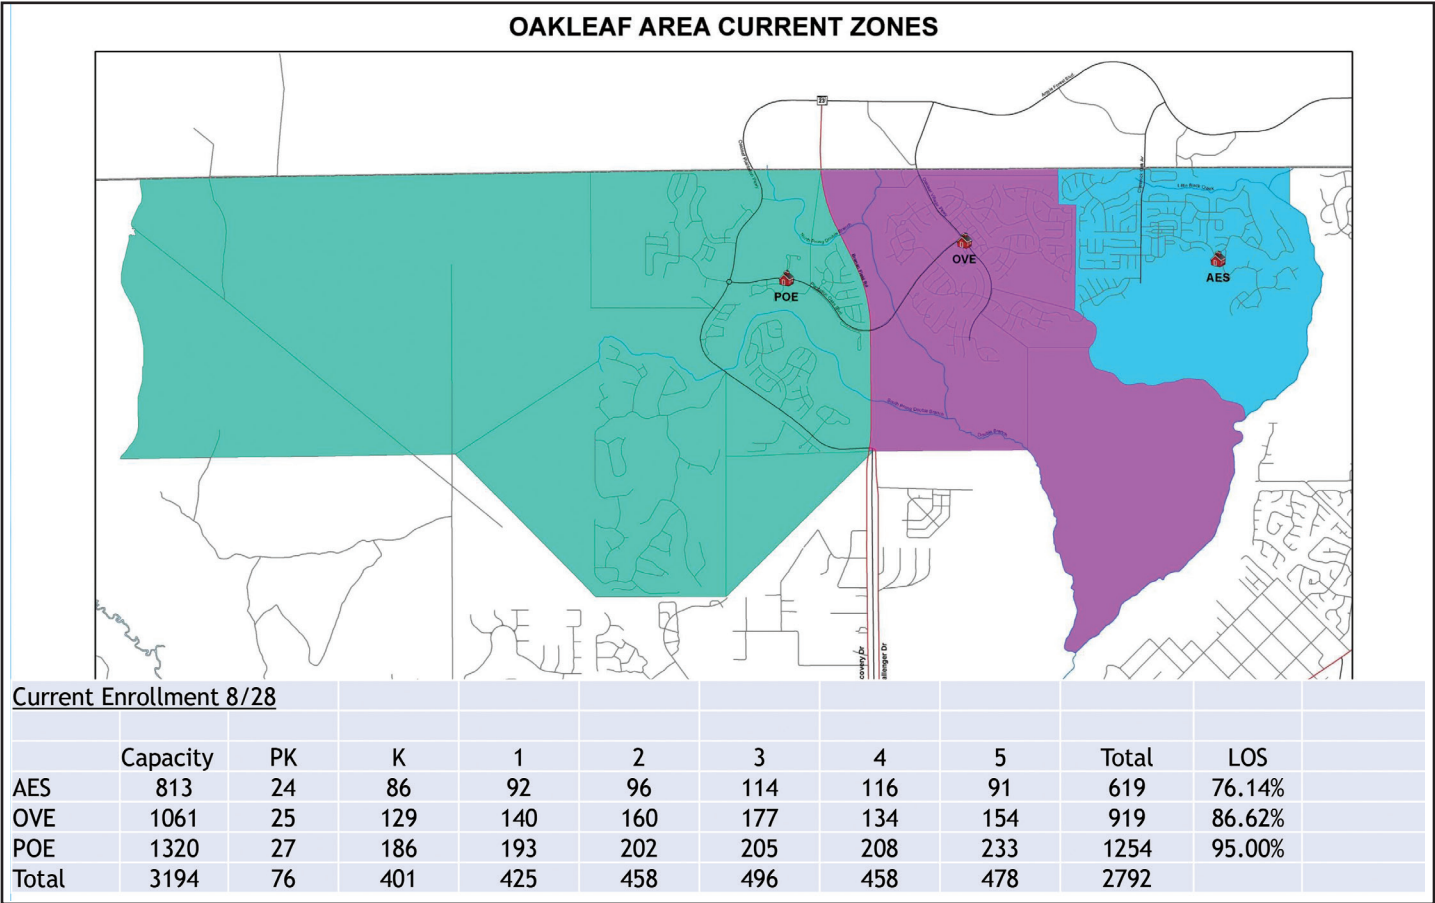 OAKLEAF AREA CURRENT ZONES
23
Argyle Forest Blvd
OVE
POE
AES
Current Enrollment 8/28
Capacity PK K 1 2 3 4 5 Total LOS
AES 813 24 86 92 96 114 116 91 619 76.14%
OVE 1061 25 129 140 160 177 134 154 919 86.62%
POE 1320 27 186 193 202 205 208 233 1254 95.00%
Total 3194 76 401 425 458 496 458 478 2792